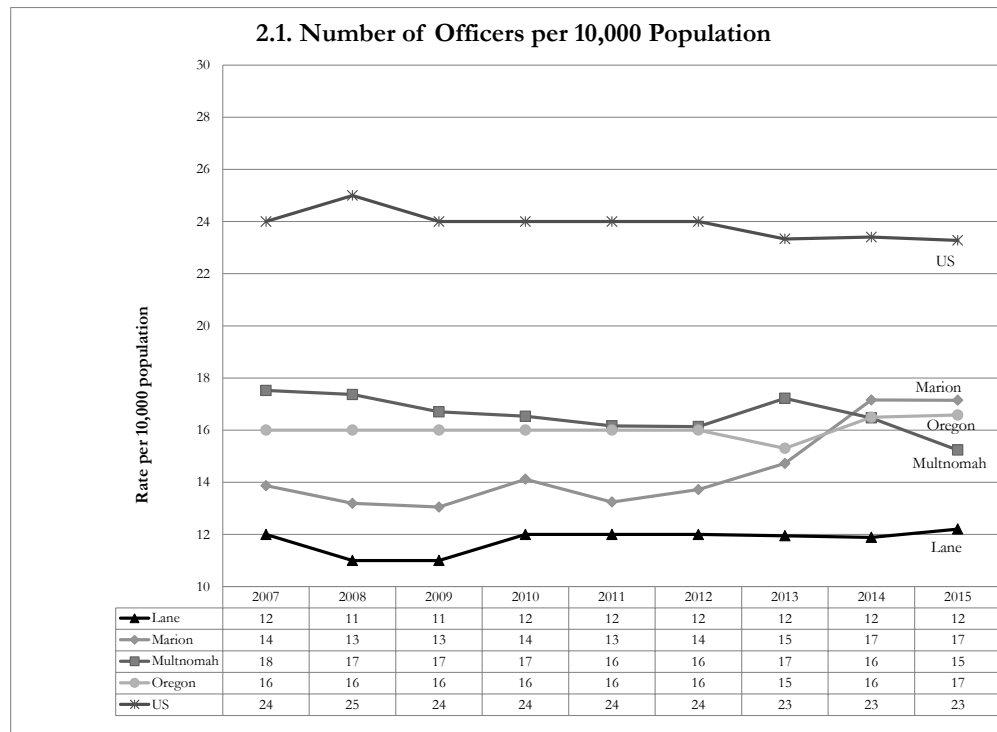 2.1. Number of Officers per 10,000 Population
Rate per 10,000 population
30
28
26
24
22
20
18
16
14
12
10
US
Marion
Oregon
Multnomah
Lane
2007 2008 2009 2010 2011 2012 2013 2014 2015
Lane 12 11 11 12 12 12 12 12 12
Marion 14 13 13 14 13 14 15 17 17
Multnomah 18 17 17 17 16 16 17 16 15
Oregon 16 16 16 16 16 16 15 16 17
US 24 25 24 24 24 24 23 23 23